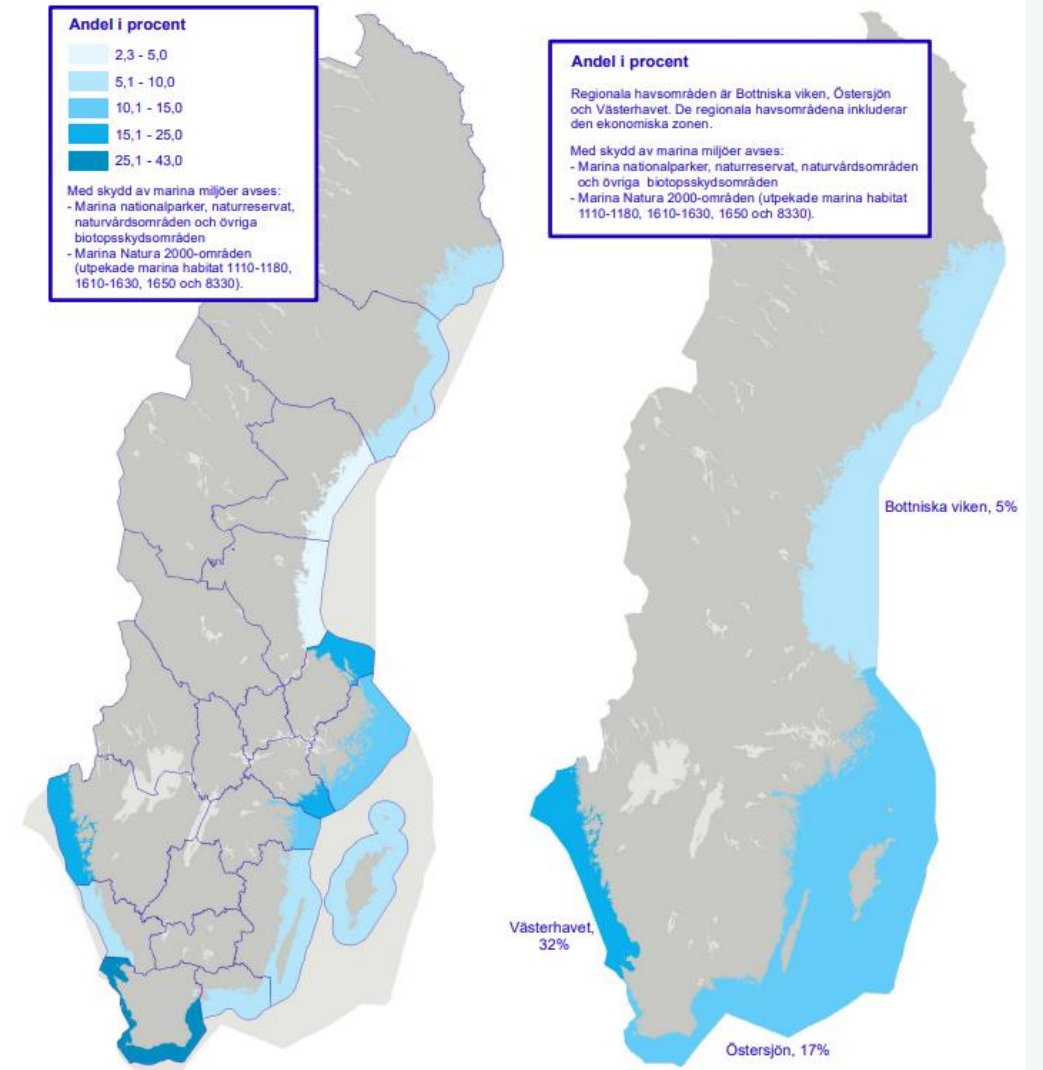 Andel i procent
2,3 - 5,0
5,1 - 10,0
10,1 - 15,0
15,1 - 25,0
25,1 - 43,0
Med skydd av marina miljöer avses:
- Marina nationalparker, naturreservat,
naturvårdsområden och övriga
biotopsskydsområden
- Marina Natura 2000-områden
(utpekade marina habitat 1110-1180,
1610-1630, 1650 och 8330).
Andel i procent
Regionala havsområden är Bottniska viken, Östersjön
och Västerhavet. De regionala havsområdena inkluderar
den ekonomiska zonen.
Med skydd av marina miljöer avses:
- Marina nationalparker, naturreservat, naturvårdsområden
och övriga biotopsskydsområden
- Marina Natura 2000-områden (utpekade marina habitat
1110-1180, 1610-1630, 1650 och 8330).
Bottniska viken, 5%
Västerhavet,
32%
Östersjön, 17%